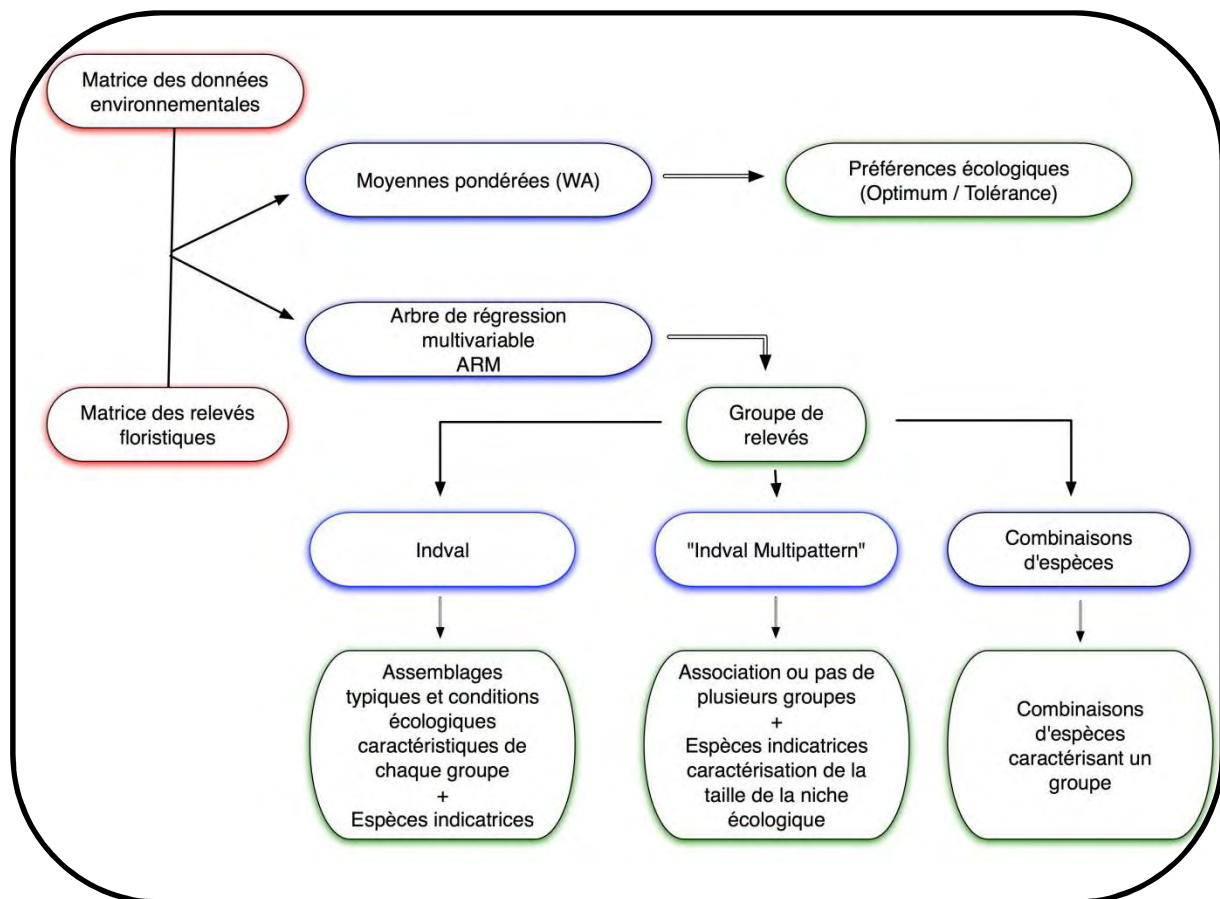 Matrice des données
environnementales
Moyennes pondérées (WA)
Préférences écologiques
(Optimum / Tolérance)
Arbre de régression
multivariable
ARM
Matrice des relevés
floristiques
Groupe de
relevés
Indval
"Indval Multipattern"
Combinaisons
d'espèces
Assemblages
typiques et conditions
écologiques
caractéristiques de
chaque groupe
+
Espèces indicatrices
Association ou pas de
plusieurs groupes
+
Espèces indicatrices
caractérisation de la
taille de la niche
écologique
Combinaisons
d'espèces
caractérisant un
groupe